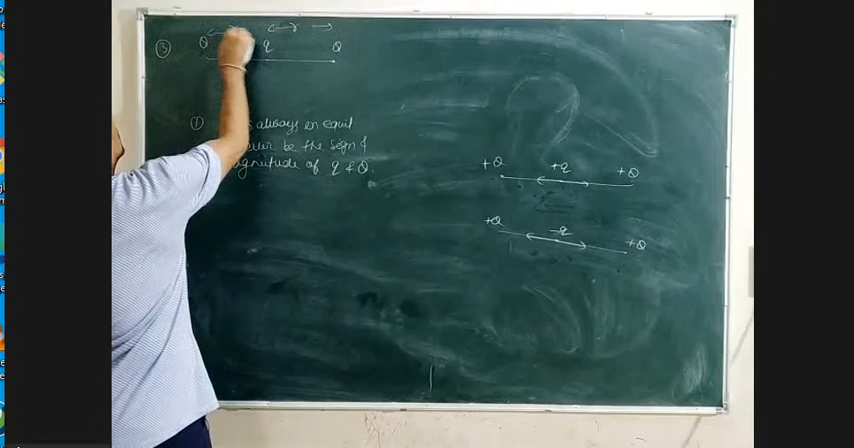 ③ Q q Q
① s always in equil
ever be the sign &
agnitude of q & Q
+Q +q +Q
+Q -q +Q